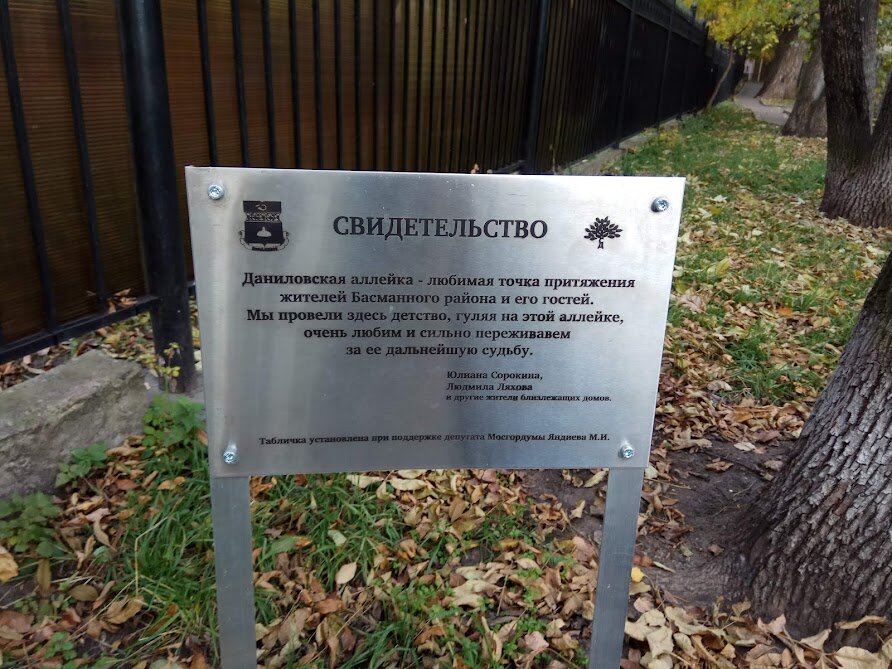 СВИДЕТЕЛЬСТВО
Даниловская аллейка - любимая точка притяжения
жителей Басманного района и его гостей.
Мы провели здесь детство, гуляя на этой аллейке,
очень любим и сильно переживавем
за ее дальнейшую судьбу.
Юлиана Сорокина,
Людмила Ляхова
и другие жители близлежащих домов.
Табличка установлена при поддержке депутата Мосгордумы Яндиева М.И.